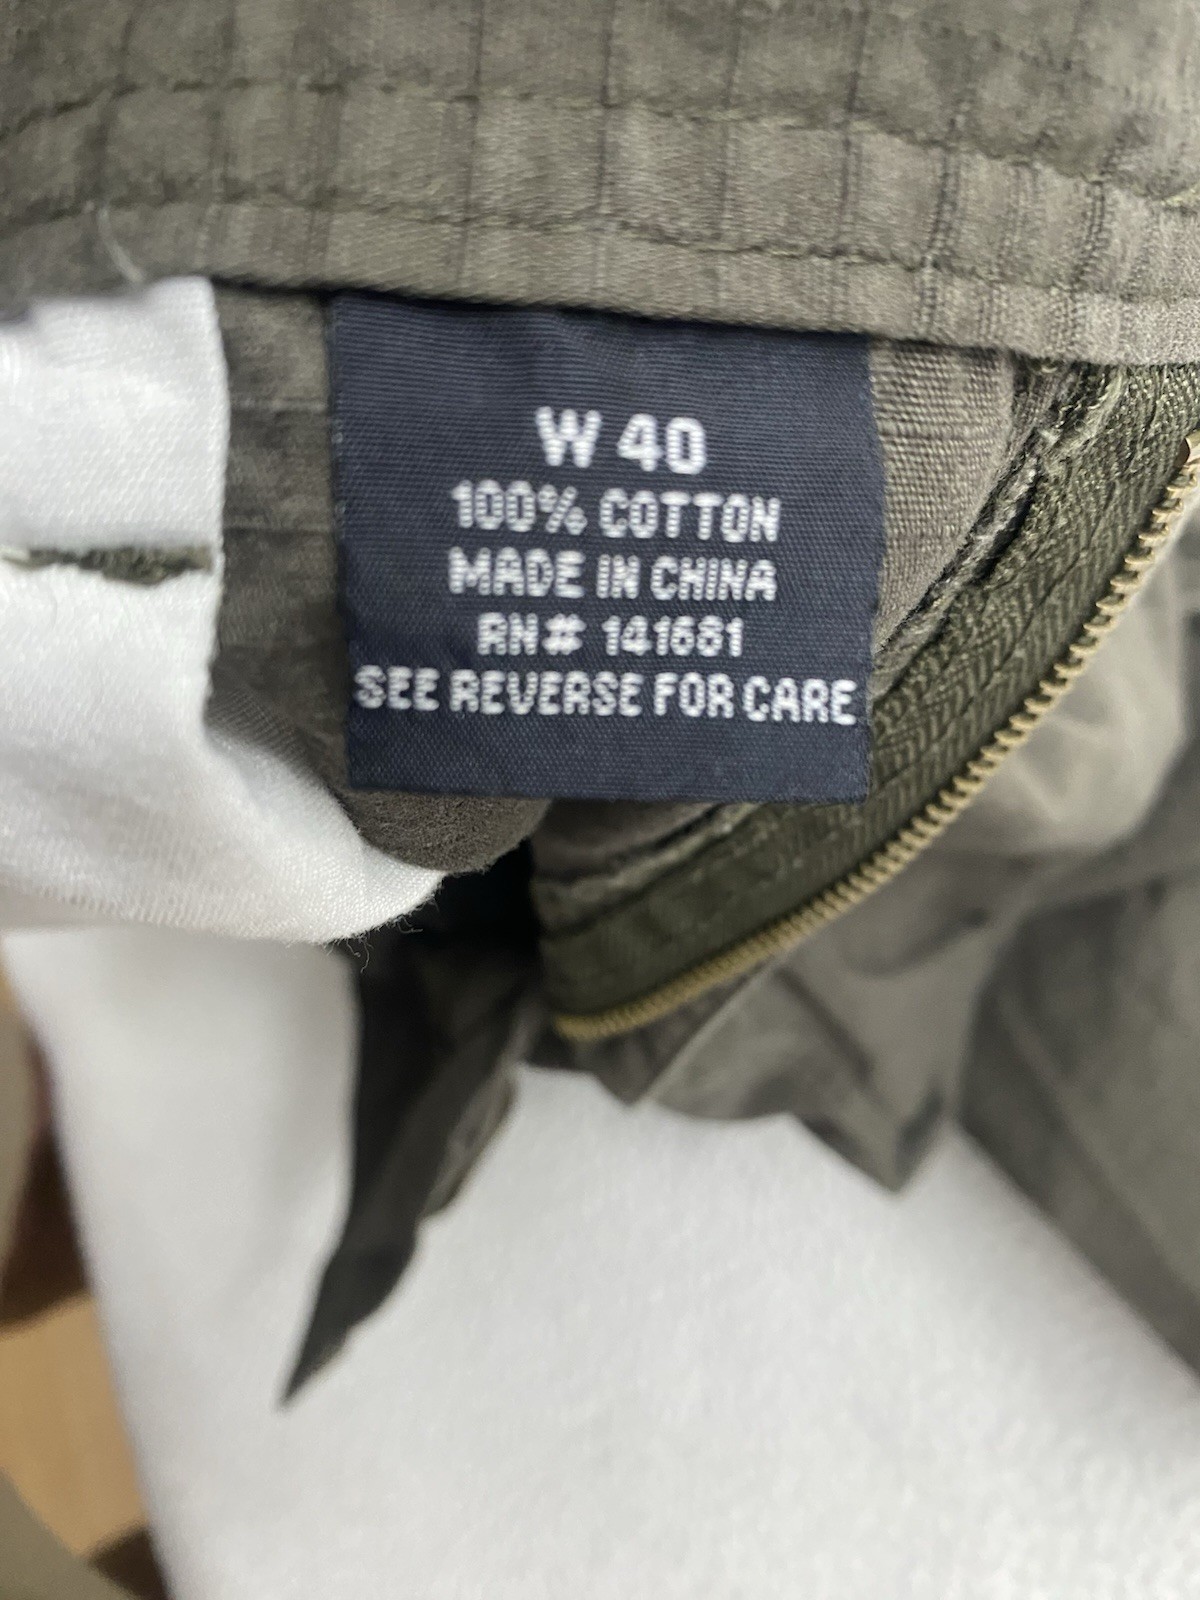 W 40
100% COTTON
MADE IN CHINA
RN# 141681
SEE REVERSE FOR CARE